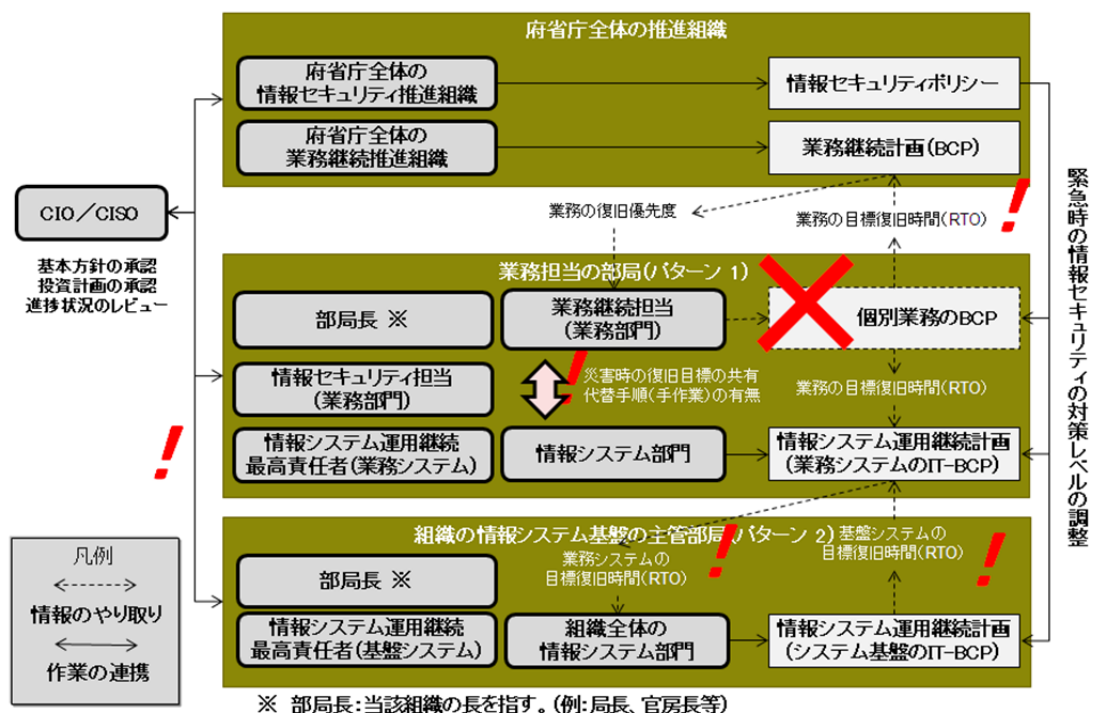 府省庁全体の推進組織
府省庁全体の
情報セキュリティ推進組織
情報セキュリティポリシー
府省庁全体の
業務継続推進組織
業務継続計画(BCP)
CIO／CISO
基本方針の承認
投資計画の承認
進捗状況のレビュー
業務の復旧優先度
業務の目標復旧時間(RTO)
!
緊急時の情報セキュリティの対策レベルの調整
業務担当の部局(パターン 1)
部局長 ※
業務継続担当
(業務部門)
個別業務のBCP
情報セキュリティ担当
(業務部門)
!
災害時の復旧目標の共有
代替手順(手作業)の有無
業務の目標復旧時間(RTO)
!
情報システム運用継続
最高責任者(業務システム)
情報システム部門
情報システム運用継続計画
(業務システムのIT-BCP)
組織の情報システム基盤の主管部局(パターン 2)
業務システムの
目標復旧時間(RTO)
!
基盤システムの
目標復旧時間(RTO)
!
部局長 ※
情報システム運用継続
最高責任者(基盤システム)
組織全体の
情報システム部門
情報システム運用継続計画
(システム基盤のIT-BCP)
凡例
情報のやり取り
作業の連携
※ 部局長:当該組織の長を指す。(例:局長、官房長等)